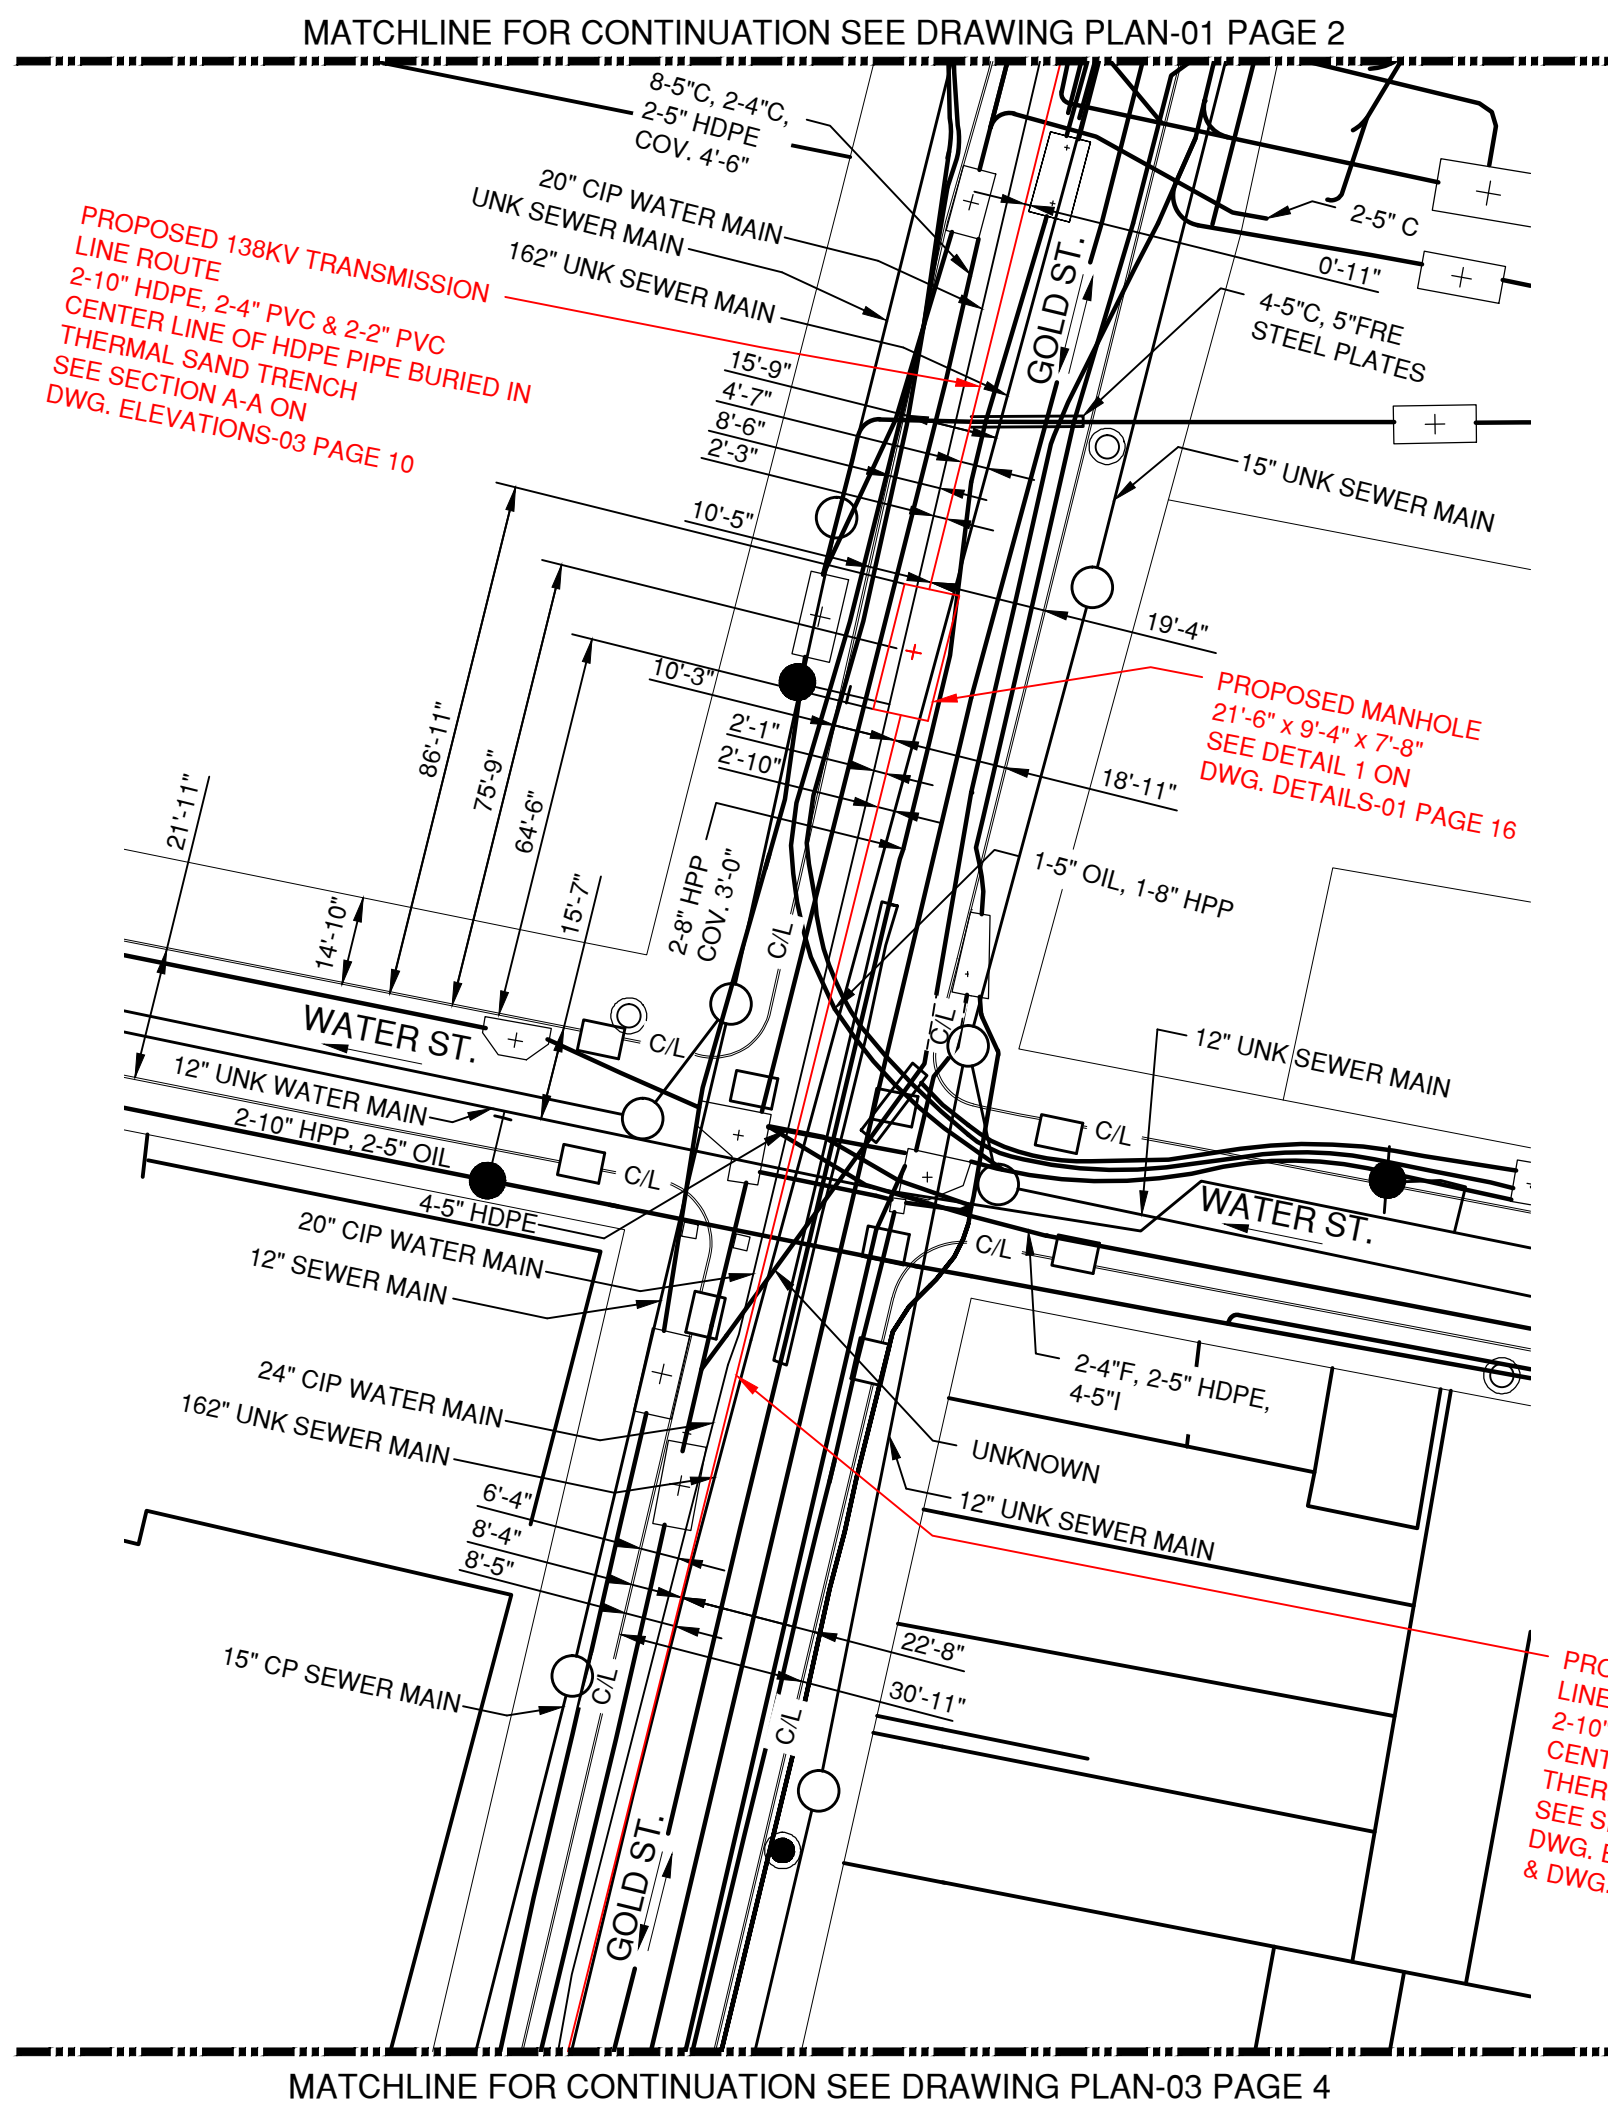 MATCHLINE FOR CONTINUATION SEE DRAWING PLAN-01 PAGE 2
8-5"C, 2-4"C,
2-5" HDPE
COV. 4'-6"
20" CIP WATER MAIN
UNK SEWER MAIN
162" UNK SEWER MAIN
2-5" C
0'-11"
GOLD ST.
4-5"C, 5"FRE
STEEL PLATES
PROPOSED 138KV TRANSMISSION
LINE ROUTE
2-10" HDPE, 2-4" PVC & 2-2" PVC
CENTER LINE OF HDPE PIPE BURIED IN
THERMAL SAND TRENCH
SEE SECTION A-A ON
DWG. ELEVATIONS-03 PAGE 10
15'-9"
4'-7"
8'-6"
2'-3"
10'-5"
15" UNK SEWER MAIN
19'-4"
PROPOSED MANHOLE
21'-6" x 9'-4" x 7'-8"
SEE DETAIL 1 ON
DWG. DETAILS-01 PAGE 16
10'-3"
2'-1"
2'-10"
18'-11"
86'-11"
75'-9"
64'-6"
21'-11"
14'-10"
15'-7"
2-8" HPP
COV. 3'-0"
C/L
1-5" OIL, 1-8" HPP
WATER ST.
C/L
C/L
12" UNK SEWER MAIN
12" UNK WATER MAIN
2-10" HPP, 2-5" OIL
C/L
C/L
4-5" HDPE
WATER ST.
20" CIP WATER MAIN
12" SEWER MAIN
C/L
24" CIP WATER MAIN
162" UNK SEWER MAIN
2-4"F, 2-5" HDPE,
4-5"I
UNKNOWN
12" UNK SEWER MAIN
6'-4"
8'-4"
8'-5"
22'-8"
30'-11"
15" CP SEWER MAIN
C/L
C/L
GOLD ST.
PRO
LINE
2-10"
CENT
THER
SEE S
DWG. E
& DWG.
MATCHLINE FOR CONTINUATION SEE DRAWING PLAN-03 PAGE 4